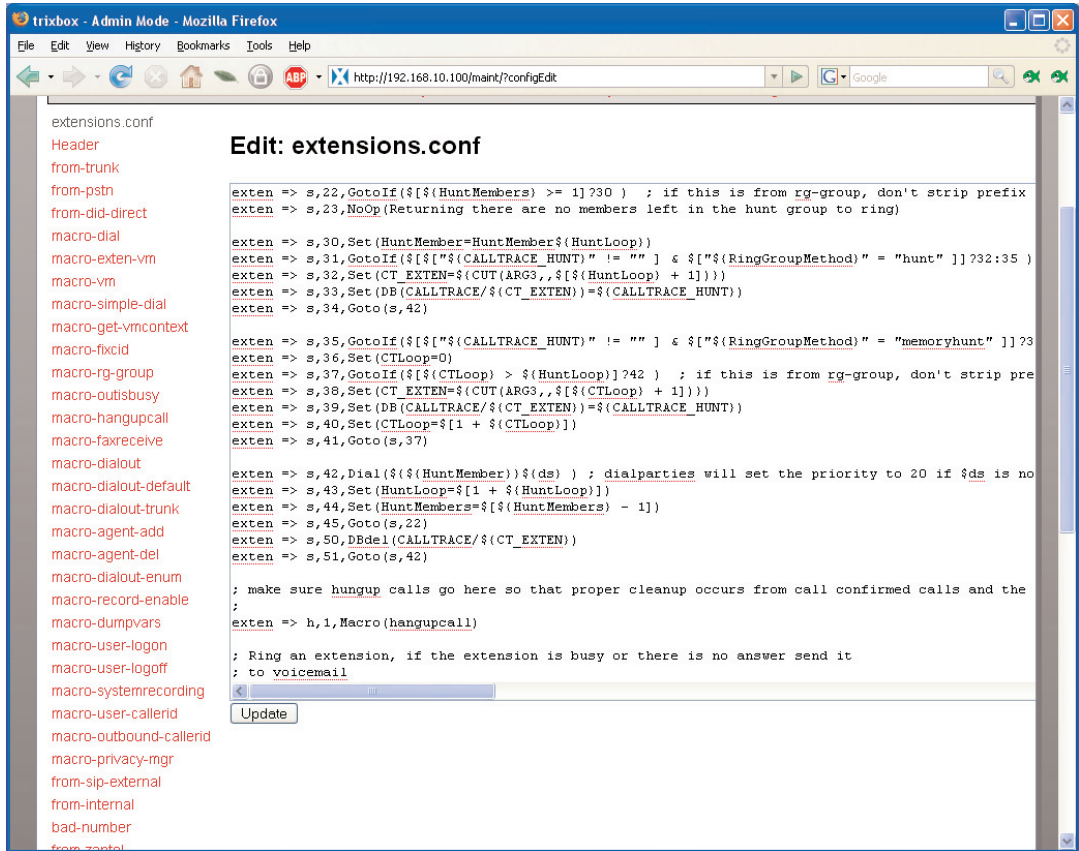 trixbox - Admin Mode - Mozilla Firefox
File Edit View History Bookmarks Tools Help
ABP http://192.168.10.100/maint/?configEdit G Google
extensions.conf
Header
from-trunk
from-pstn
from-did-direct
macro-dial
macro-exten-vm
macro-vm
macro-simple-dial
macro-get-vmcontext
macro-fixcid
macro-rg-group
macro-outisbusy
macro-hangupcall
macro-faxreceive
macro-dialout
macro-dialout-default
macro-dialout-trunk
macro-agent-add
macro-agent-del
macro-dialout-enum
macro-record-enable
macro-dumpvars
macro-user-logon
macro-user-logoff
macro-systemrecording
macro-user-callerid
macro-outbound-callerid
macro-privacy-mgr
from-sip-external
from-internal
bad-number
from-zaptel
Edit: extensions.conf
exten => s,22,GotoIf($[${HuntMembers} >= 1]?30 ) ; if this is from rg-group, don't strip prefix
exten => s,23,NoOp(Returning there are no members left in the hunt group to ring)
exten => s,30,Set(HuntMember=HuntMember${HuntLoop})
exten => s,31,GotoIf($[$["${CALLTRACE_HUNT}" != "" ] & $["${RingGroupMethod}" = "hunt" ]]?32:35 )
exten => s,32,Set(CT_EXTEN=${CUT(ARG3,,$[${HuntLoop} + 1])})
exten => s,33,Set(DB(CALLTRACE/${CT_EXTEN})=${CALLTRACE_HUNT})
exten => s,34,Goto(s,42)
exten => s,35,GotoIf($[$["${CALLTRACE_HUNT}" != "" ] & $["${RingGroupMethod}" = "memoryhunt" ]]?3
exten => s,36,Set(CTLoop=0)
exten => s,37,GotoIf($[${CTLoop} > ${HuntLoop}]?42 ) ; if this is from rg-group, don't strip pre
exten => s,38,Set(CT_EXTEN=${CUT(ARG3,,$[${CTLoop} + 1])})
exten => s,39,Set(DB(CALLTRACE/${CT_EXTEN})=${CALLTRACE_HUNT})
exten => s,40,Set(CTLoop=$[1 + ${CTLoop}])
exten => s,41,Goto(s,37)
exten => s,42,Dial(${${HuntMember}}${ds} ) ; dialparties will set the priority to 20 if $ds is no
exten => s,43,Set(HuntLoop=$[1 + ${HuntLoop}])
exten => s,44,Set(HuntMembers=$[${HuntMembers} - 1])
exten => s,45,Goto(s,22)
exten => s,50,DBdel(CALLTRACE/${CT_EXTEN})
exten => s,51,Goto(s,42)
; make sure hungup calls go here so that proper cleanup occurs from call confirmed calls and the
;
exten => h,1,Macro(hangupcall)
; Ring an extension, if the extension is busy or there is no answer send it
; to voicemail
Update